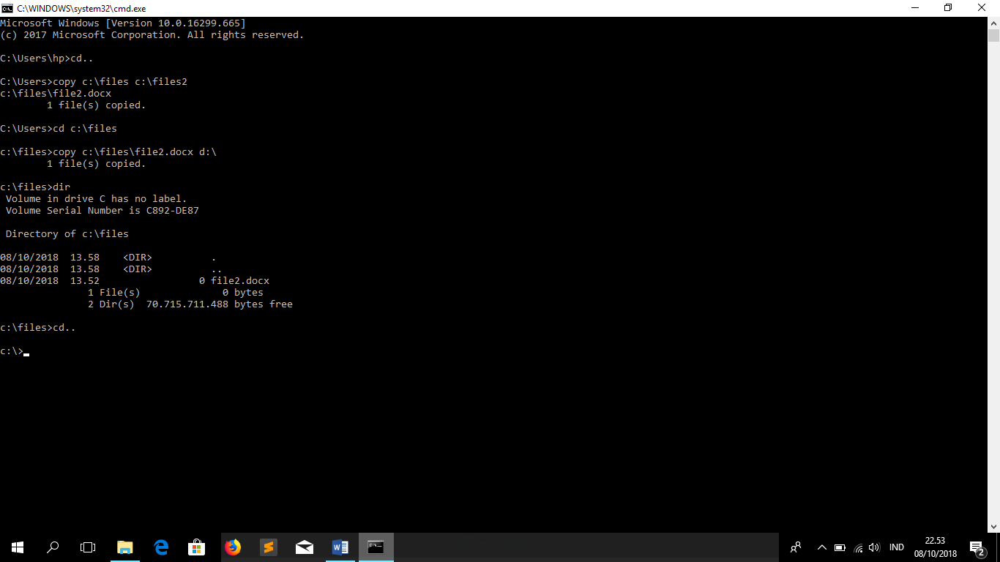 C:\WINDOWS\system32\cmd.exe
Microsoft Windows [Version 10.0.16299.665]
(c) 2017 Microsoft Corporation. All rights reserved.
C:\Users\hp>cd..
C:\Users>copy c:\files c:\files2
c:\files\file2.docx
        1 file(s) copied.
C:\Users>cd c:\files
c:\files>copy c:\files\file2.docx d:\
        1 file(s) copied.
c:\files>dir
 Volume in drive C has no label.
 Volume Serial Number is C892-DE87
 Directory of c:\files
08/10/2018  13.58    <DIR>          .
08/10/2018  13.58    <DIR>          ..
08/10/2018  13.52                 0 file2.docx
               1 File(s)              0 bytes
               2 Dir(s)  70.715.711.488 bytes free
c:\files>cd..
c:\>
IND
22.53
08/10/2018
2